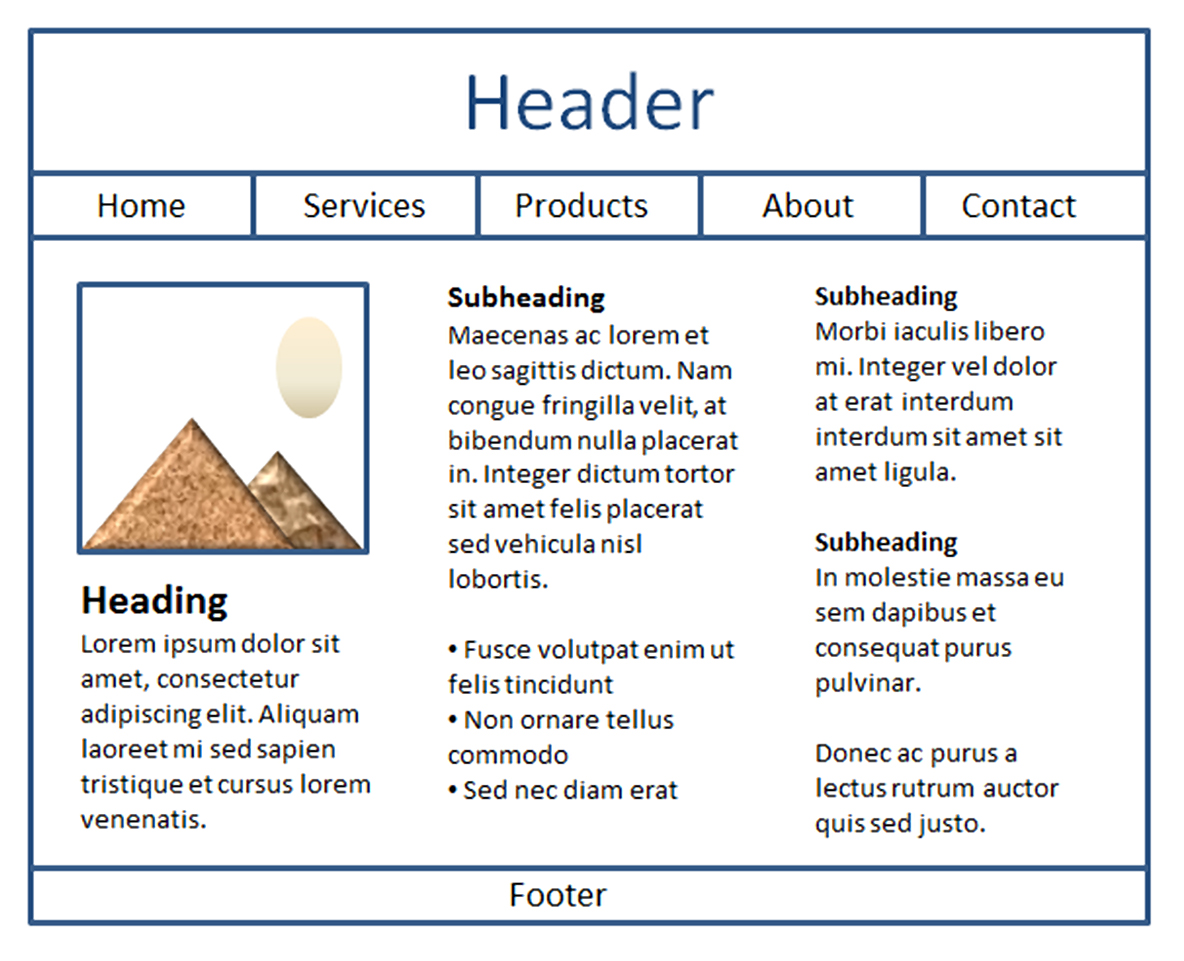 Header
Home Services Products About Contact
Heading
Lorem ipsum dolor sit
amet, consectetur
adipiscing elit. Aliquam
laoreet mi sed sapien
tristique et cursus lorem
venenatis.
Subheading
Maecenas ac lorem et
leo sagittis dictum. Nam
congue fringilla velit, at
bibendum nulla placerat
in. Integer dictum tortor
sit amet felis placerat
sed vehicula nisl
lobortis.
• Fusce volutpat enim ut
felis tincidunt
• Non ornare tellus
commodo
• Sed nec diam erat
Subheading
Morbi iaculis libero
mi. Integer vel dolor
at erat interdum
interdum sit amet sit
amet ligula.
Subheading
In molestie massa eu
sem dapibus et
consequat purus
pulvinar.
Donec ac purus a
lectus rutrum auctor
quis sed justo.
Footer